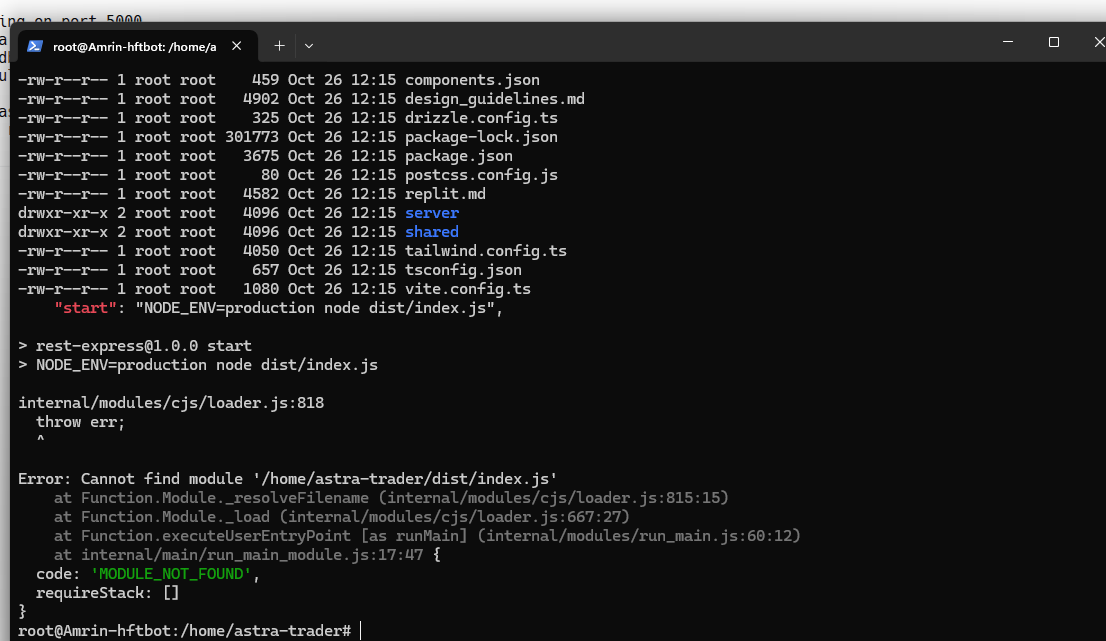 ing on port 5000
root@Amrin-hftbot: /home/a
-rw-r--r-- 1 root root    459 Oct 26 12:15 components.json
-rw-r--r-- 1 root root   4902 Oct 26 12:15 design_guidelines.md
-rw-r--r-- 1 root root    325 Oct 26 12:15 drizzle.config.ts
-rw-r--r-- 1 root root 301773 Oct 26 12:15 package-lock.json
-rw-r--r-- 1 root root   3675 Oct 26 12:15 package.json
-rw-r--r-- 1 root root     80 Oct 26 12:15 postcss.config.js
-rw-r--r-- 1 root root   4582 Oct 26 12:15 replit.md
drwxr-xr-x 2 root root   4096 Oct 26 12:15 server
drwxr-xr-x 2 root root   4096 Oct 26 12:15 shared
-rw-r--r-- 1 root root   4050 Oct 26 12:15 tailwind.config.ts
-rw-r--r-- 1 root root    657 Oct 26 12:15 tsconfig.json
-rw-r--r-- 1 root root   1080 Oct 26 12:15 vite.config.ts
    "start": "NODE_ENV=production node dist/index.js",
> rest-express@1.0.0 start
> NODE_ENV=production node dist/index.js
internal/modules/cjs/loader.js:818
  throw err;
  ^
Error: Cannot find module '/home/astra-trader/dist/index.js'
    at Function.Module._resolveFilename (internal/modules/cjs/loader.js:815:15)
    at Function.Module._load (internal/modules/cjs/loader.js:667:27)
    at Function.executeUserEntryPoint [as runMain] (internal/modules/run_main.js:60:12)
    at internal/main/run_main_module.js:17:47 {
  code: 'MODULE_NOT_FOUND',
  requireStack: []
}
root@Amrin-hftbot:/home/astra-trader#